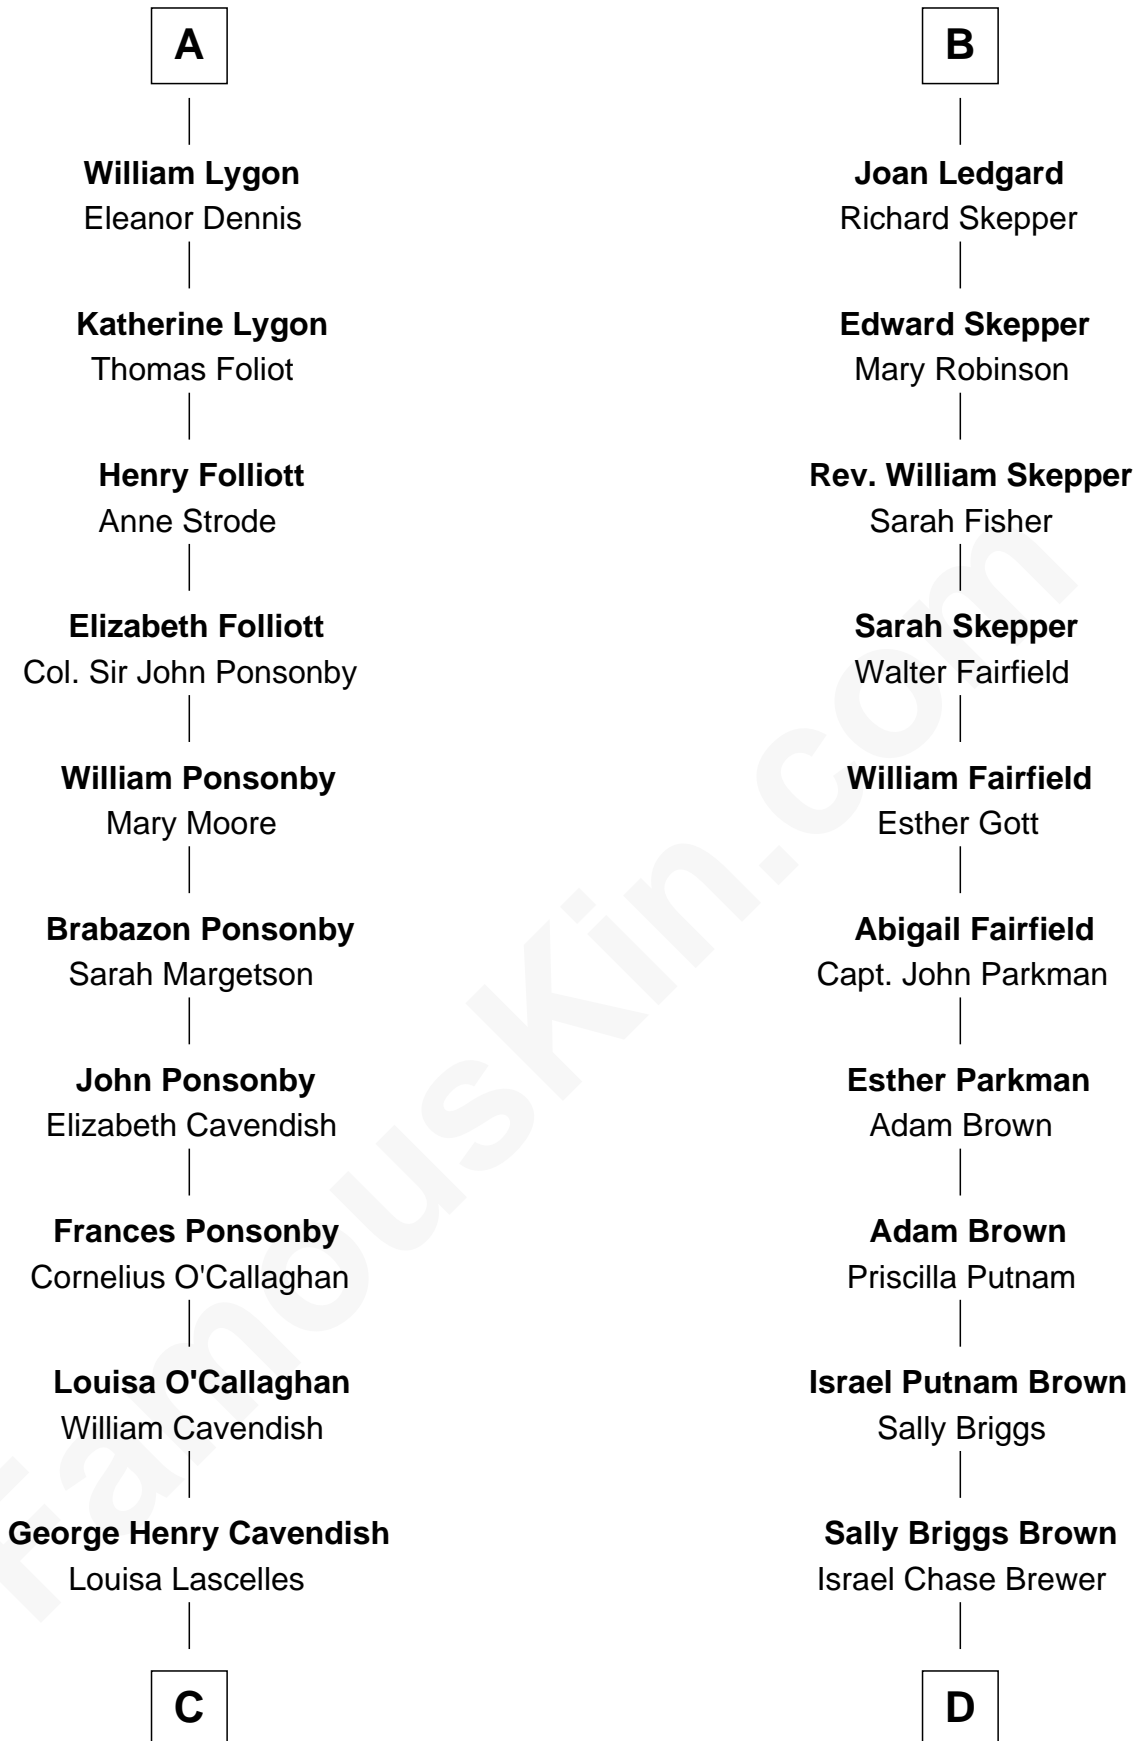 A
William Lygon
Eleanor Dennis
Katherine Lygon
Thomas Foliot
Henry Folliott
Anne Strode
Elizabeth Folliott
Col. Sir John Ponsonby
William Ponsonby
Mary Moore
Brabazon Ponsonby
Sarah Margetson
John Ponsonby
Elizabeth Cavendish
Frances Ponsonby
Cornelius O'Callaghan
Louisa O'Callaghan
William Cavendish
George Henry Cavendish
Louisa Lascelles
C
B
Joan Ledgard
Richard Skepper
Edward Skepper
Mary Robinson
Rev. William Skepper
Sarah Fisher
Sarah Skepper
Walter Fairfield
William Fairfield
Esther Gott
Abigail Fairfield
Capt. John Parkman
Esther Parkman
Adam Brown
Adam Brown
Priscilla Putnam
Israel Putnam Brown
Sally Briggs
Sally Briggs Brown
Israel Chase Brewer
D
FamousKin.com